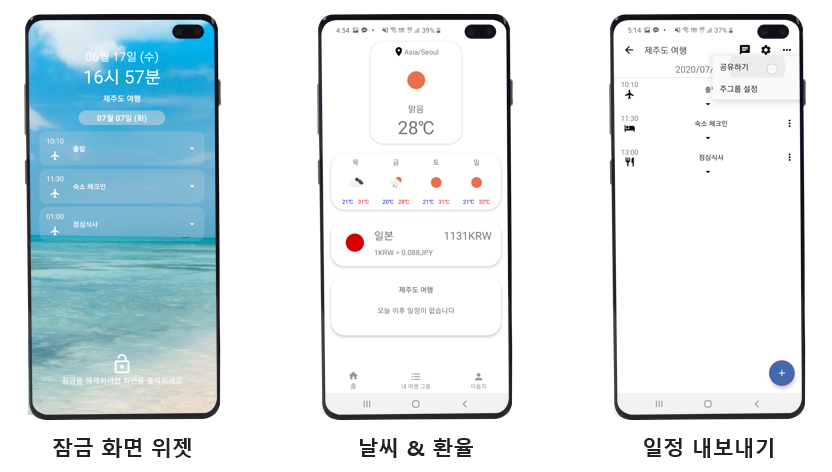 06월 17일 (수)
16시 57분
제주도 여행
07월 07일 (화)
10:10
출발
11:30
숙소 체크인
01:00
점심식사
잠금을 해제하려면 화면을 클릭하세요
잠금 화면 위젯
4:54 39%
Asia/Seoul
맑음
28℃
목 금 토 일
21℃ 31℃ 20℃ 28℃ 21℃ 31℃ 21℃ 32℃
일본 1131KRW
1KRW = 0.088JPY
제주도 여행
오늘 이후 일정이 없습니다
홈 내 여행 그룹 이용자
날씨 & 환율
5:14 37%
제주도 여행
공유하기
2020/07/
주그룹 설정
10:10
11:30
숙소 체크인
13:00
점심식사
+
일정 내보내기